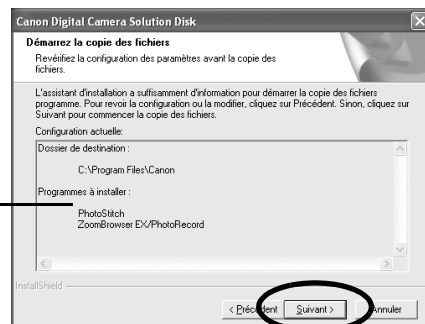 Canon Digital Camera Solution Disk
Démarrez la copie des fichiers
Revérifiez la configuration des paramètres avant la copie des
fichiers.
L'assistant d'installation a suffisamment d'information pour démarrer la copie des fichiers
programme. Pour revoir la configuration ou la modifier, cliquez sur Précédent. Sinon, cliquez sur
Suivant pour commencer la copie des fichiers.
Configuration actuelle:
Dossier de destination :
C:\Program Files\Canon
Programmes à installer :
PhotoStitch
ZoomBrowser EX/PhotoRecord
InstallShield
< Précédent Suivant > Annuler